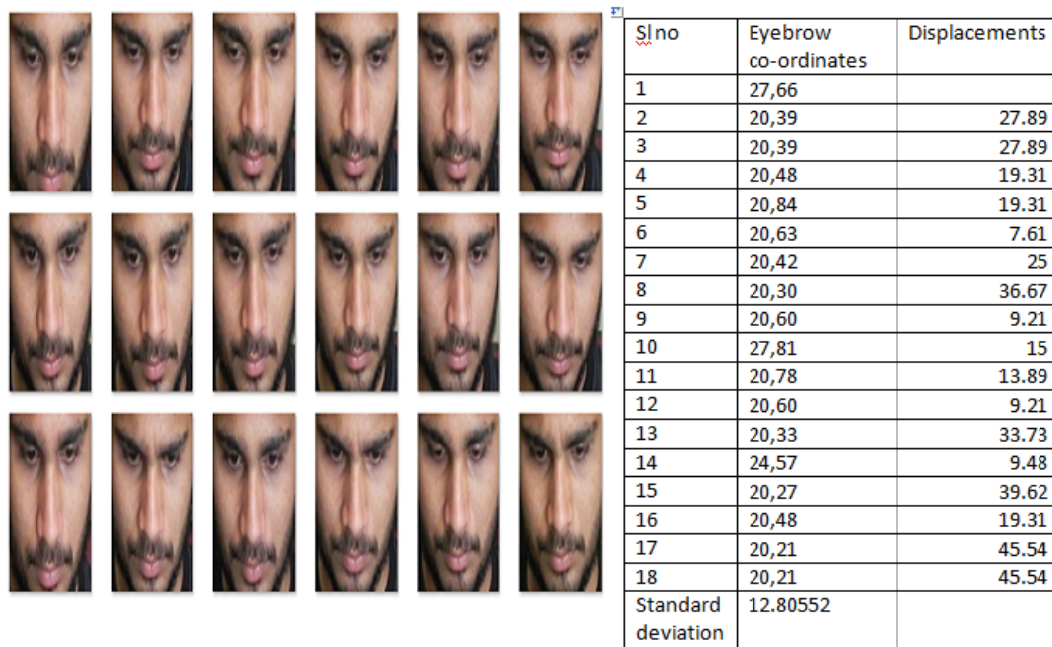 Sl no Eyebrow co-ordinates Displacements
1 27,66
2 20,39 27.89
3 20,39 27.89
4 20,48 19.31
5 20,84 19.31
6 20,63 7.61
7 20,42 25
8 20,30 36.67
9 20,60 9.21
10 27,81 15
11 20,78 13.89
12 20,60 9.21
13 20,33 33.73
14 24,57 9.48
15 20,27 39.62
16 20,48 19.31
17 20,21 45.54
18 20,21 45.54
Standard deviation 12.80552